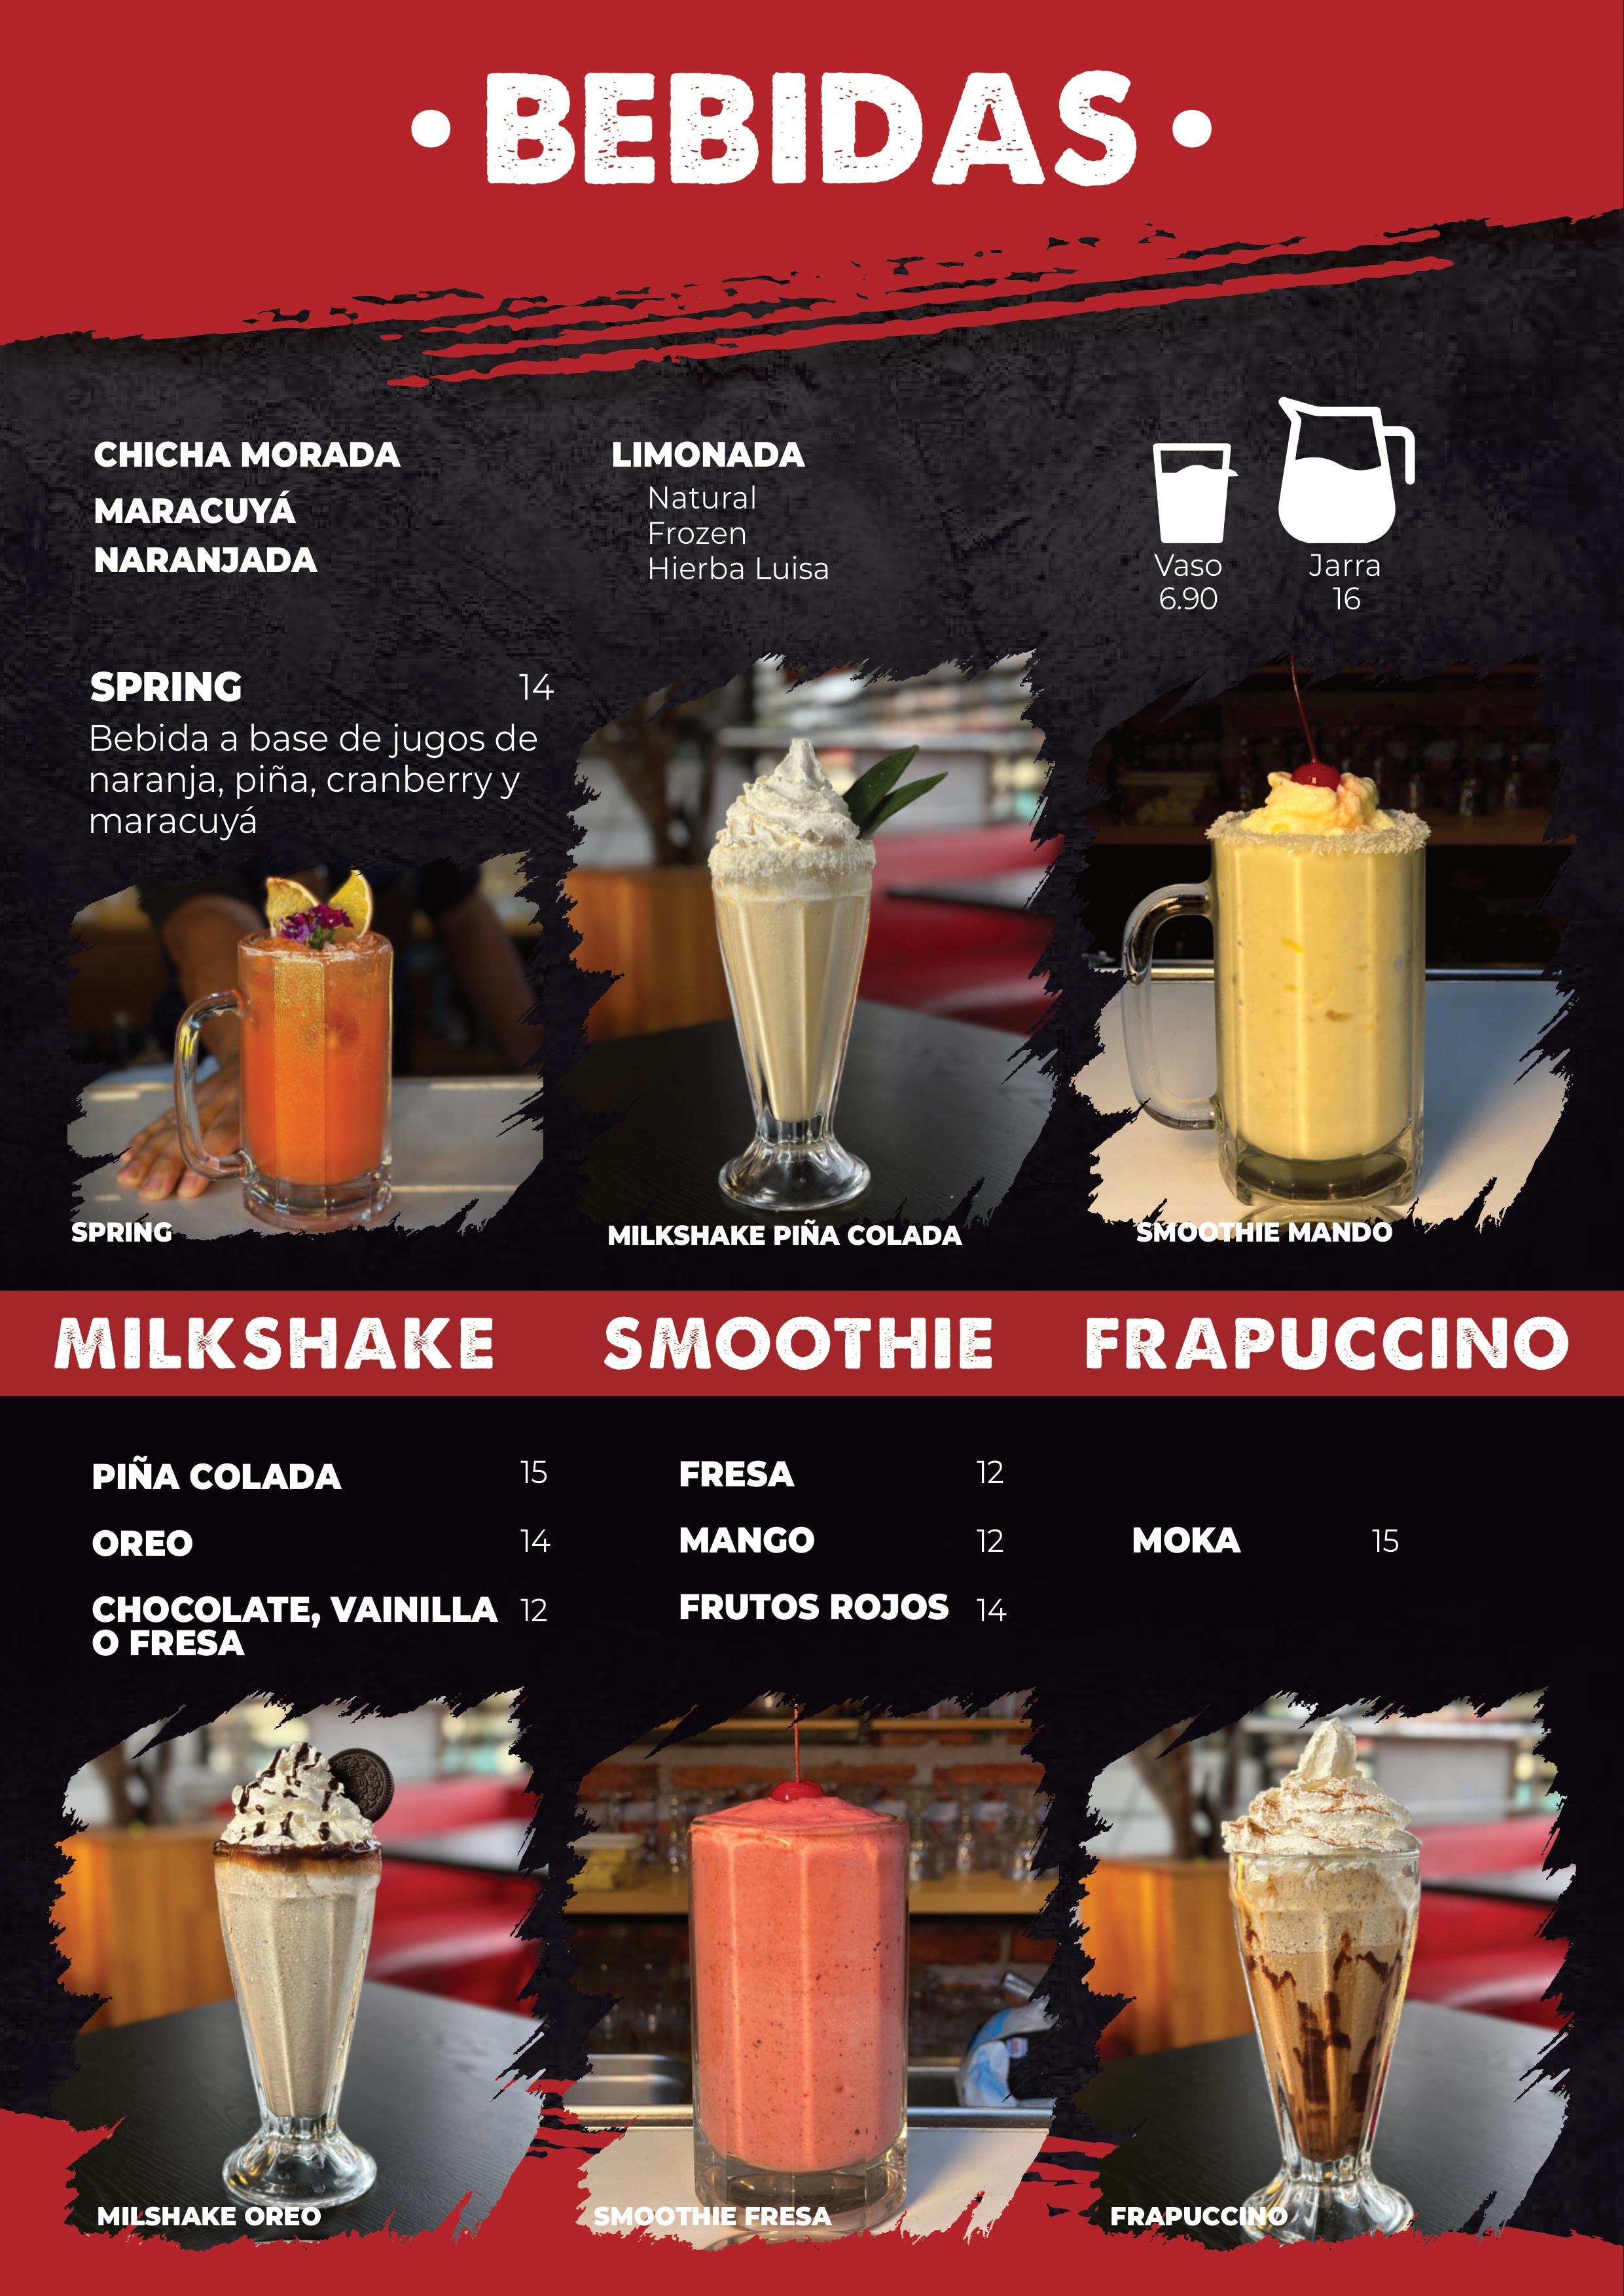 • BEBIDAS •
CHICHA MORADA
MARACUYÁ
NARANJADA
LIMONADA
Natural
Frozen
Hierba Luisa
Vaso
6.90
Jarra
16
SPRING 14
Bebida a base de jugos de
naranja, piña, cranberry y
maracuyá
SPRING
MILKSHAKE PIÑA COLADA
SMOOTHIE MANDO
MILKSHAKE
PIÑA COLADA 15
OREO 14
CHOCOLATE, VAINILLA 12
O FRESA
SMOOTHIE
FRESA 12
MANGO 12
FRUTOS ROJOS 14
FRAPUCCINO
MOKA 15
MILSHAKE OREO
SMOOTHIE FRESA
FRAPUCCINO